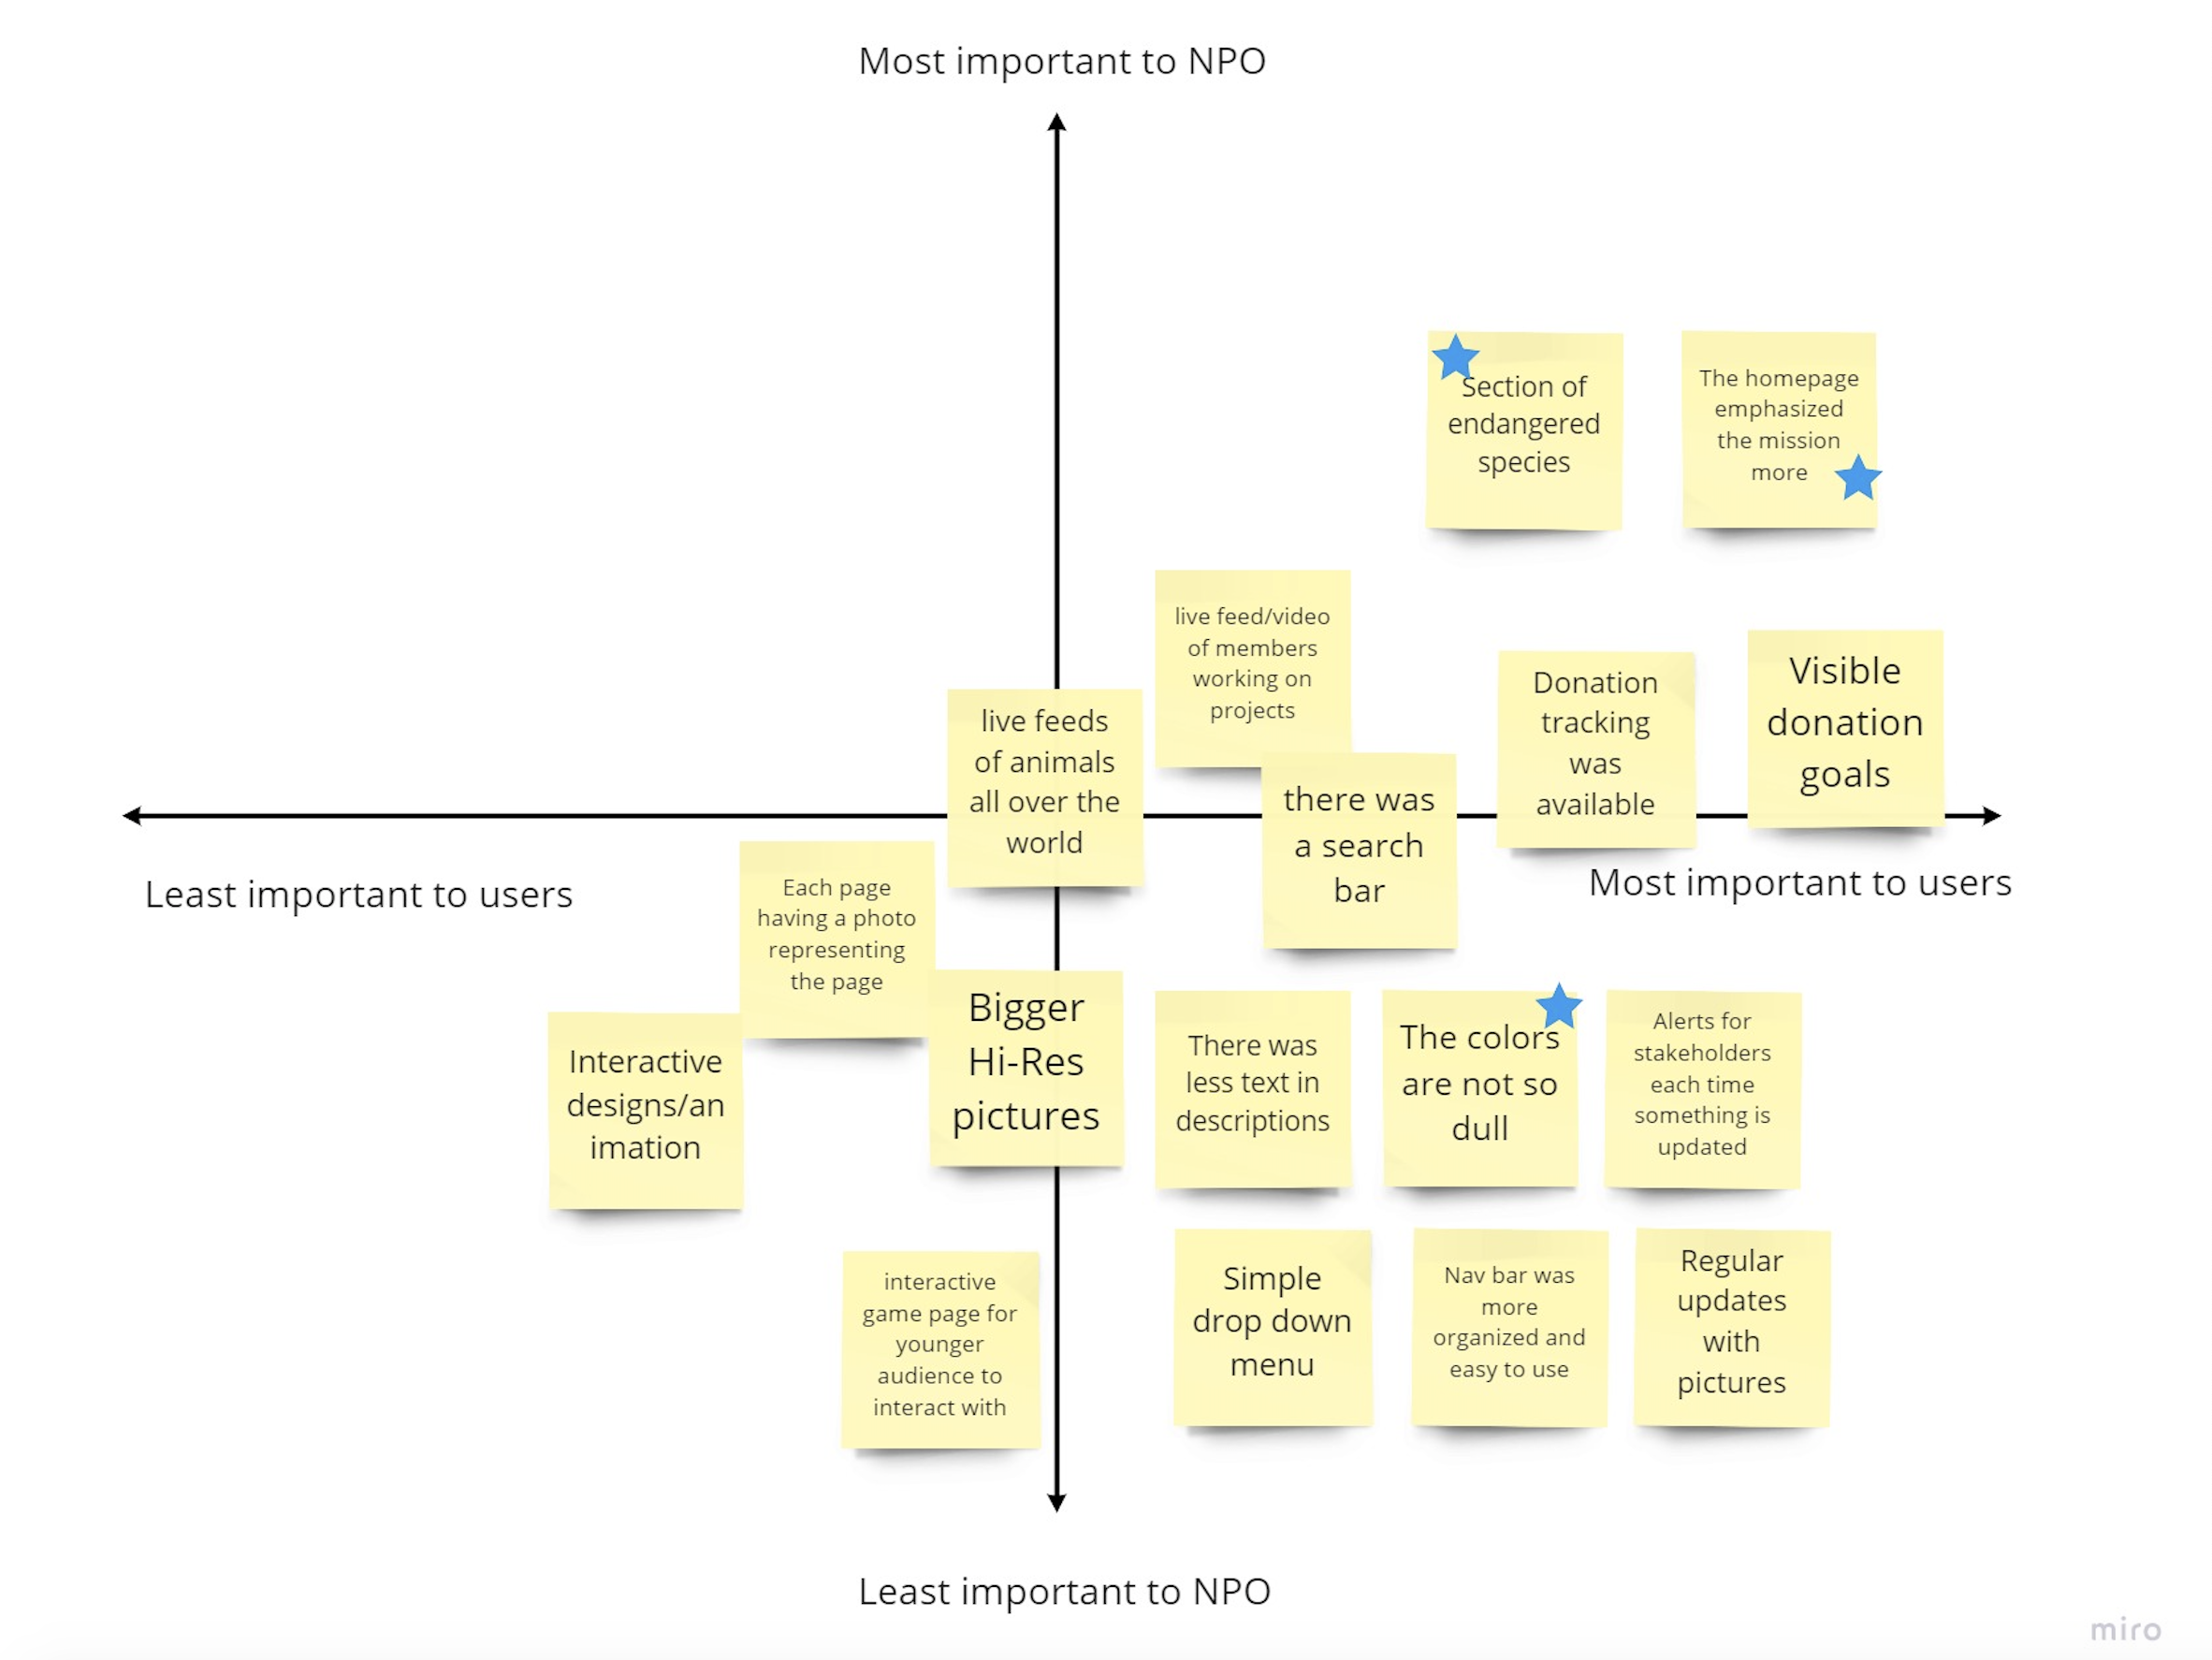 Most important to NPO
Section of
endangered
species
The homepage
emphasized
the mission
more
live feed/video
of members
working on
projects
Donation
tracking
was
available
Visible
donation
goals
live feeds
of animals
all over the
world
there was
a search
bar
Least important to users
Most important to users
Each page
having a photo
representing
the page
Interactive
designs/an
imation
Bigger
Hi-Res
pictures
There was
less text in
descriptions
The colors
are not so
dull
Alerts for
stakeholders
each time
something is
updated
interactive
game page for
younger
audience to
interact with
Simple
drop down
menu
Nav bar was
more
organized and
easy to use
Regular
updates
with
pictures
Least important to NPO
miro